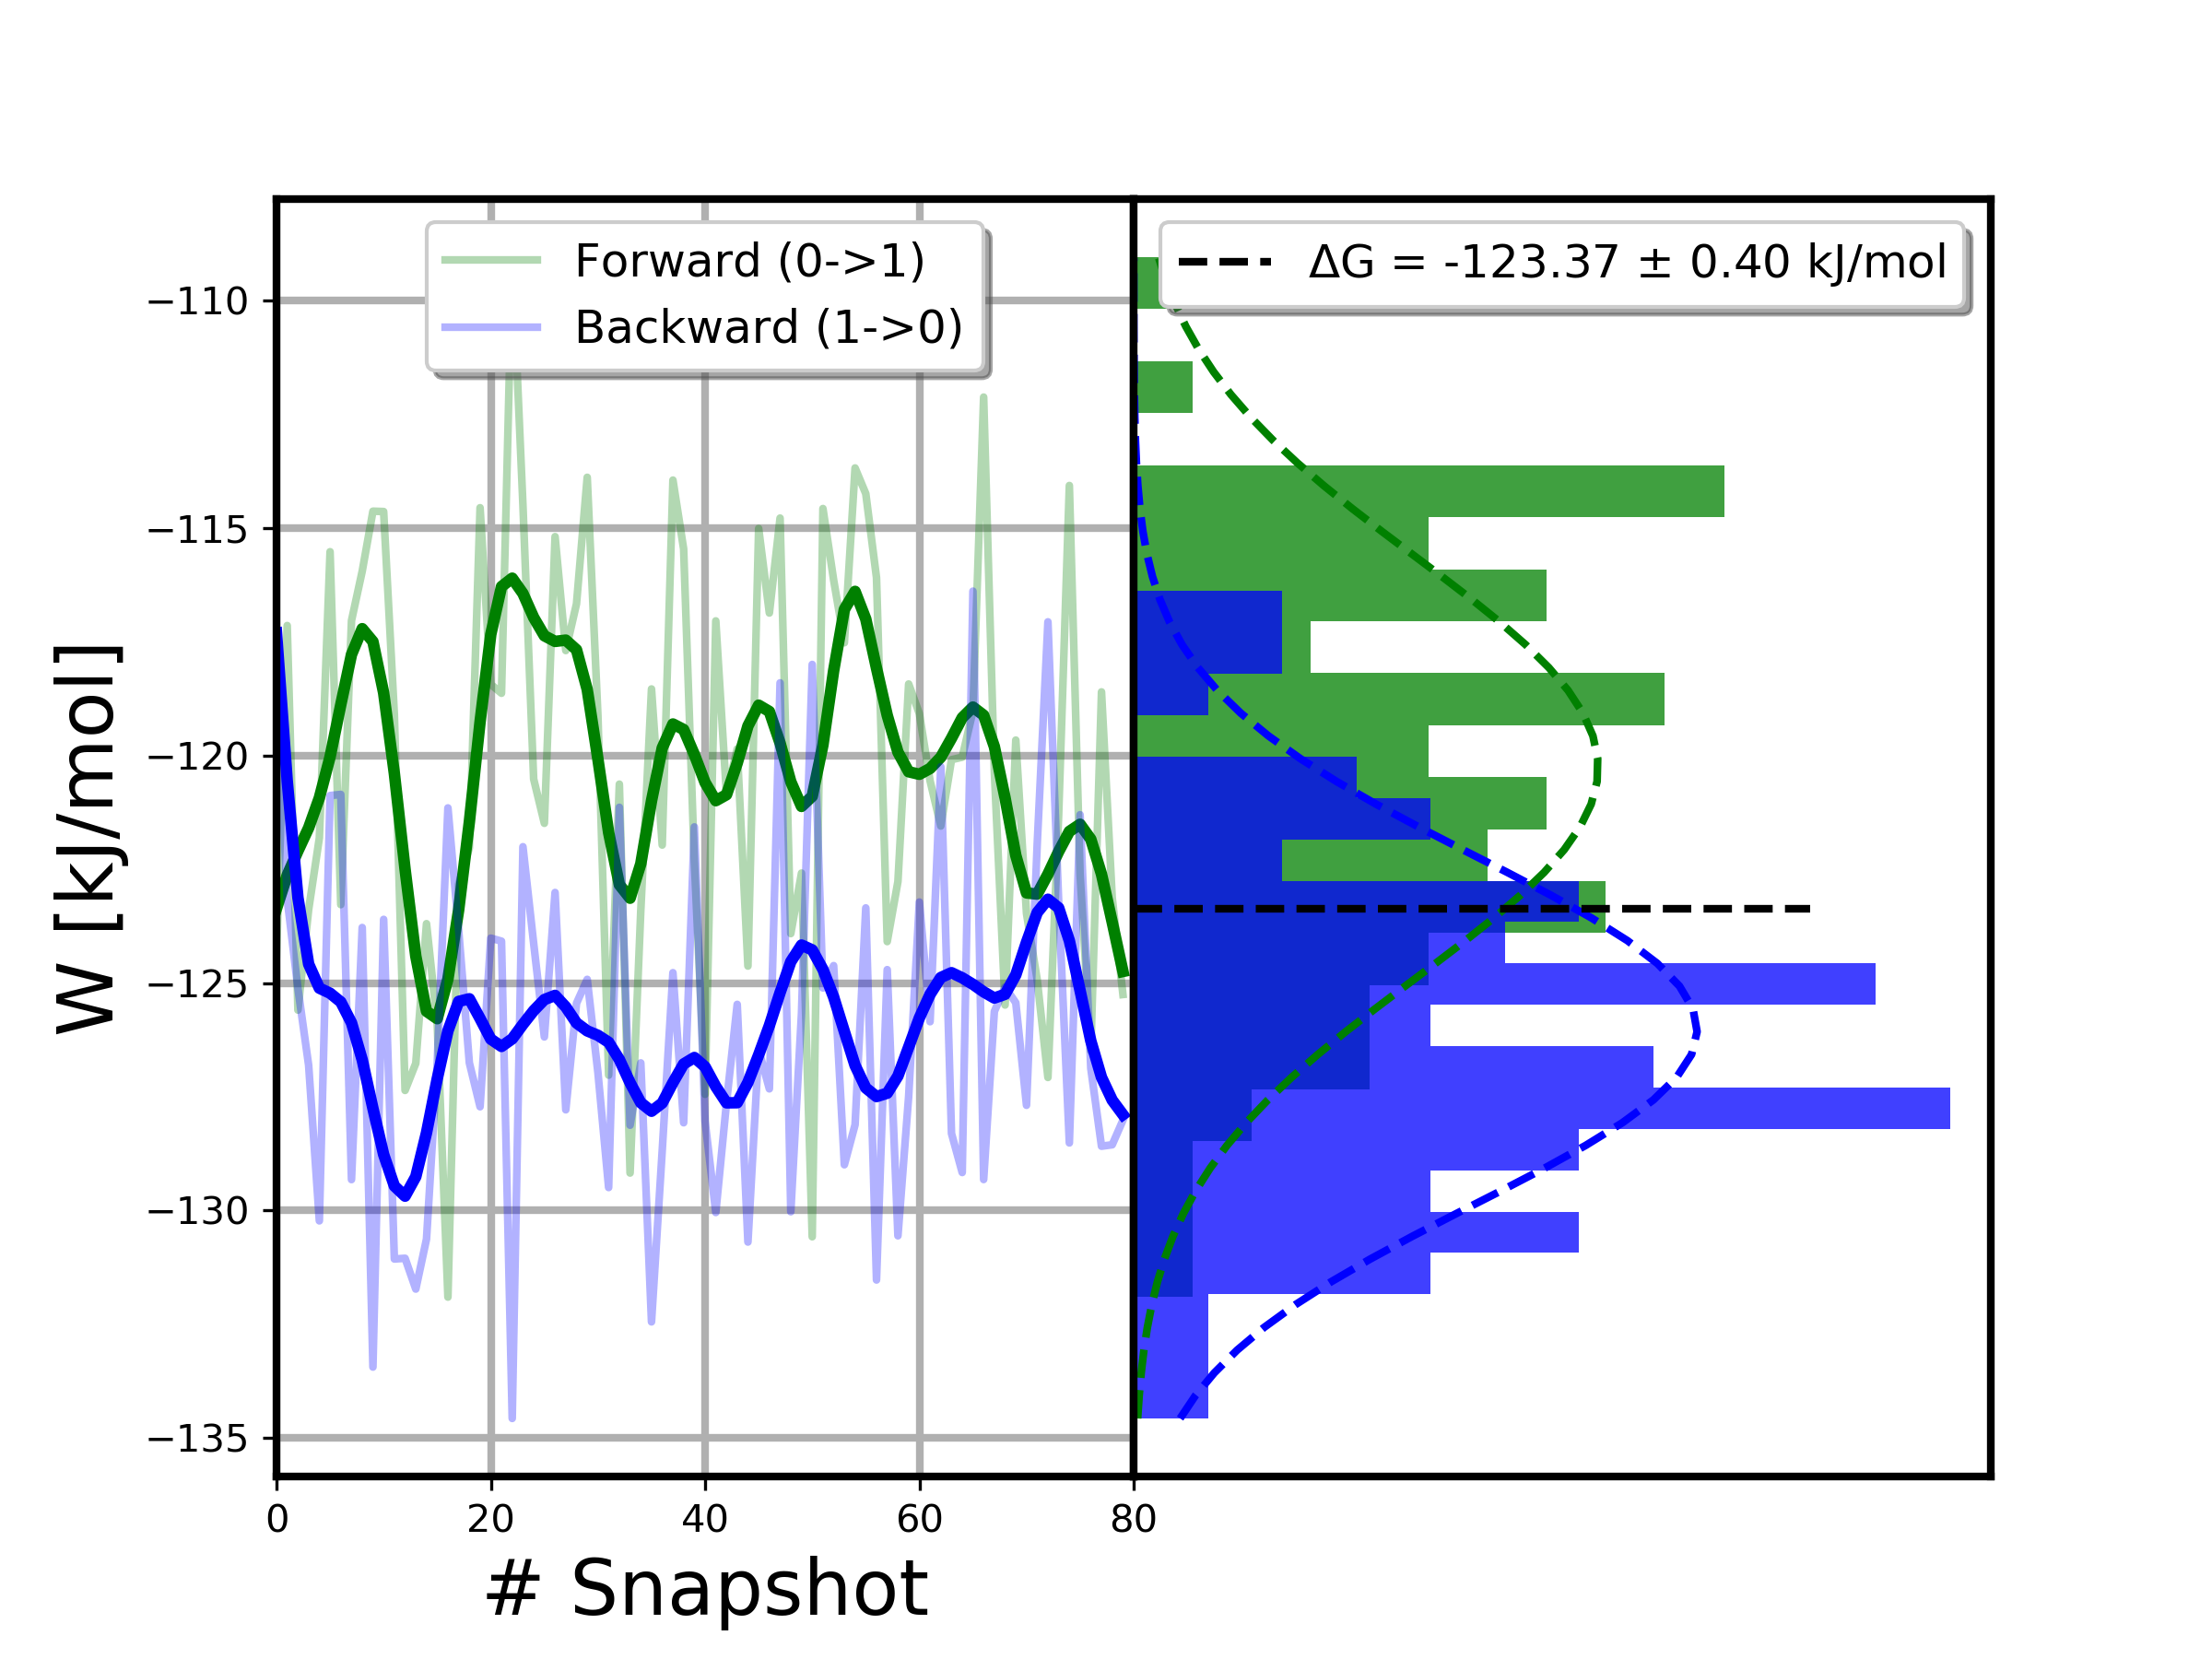 Forward (0->1)
Backward (1->0)
ΔG = -123.37 ± 0.40 kJ/mol
−110
−115
−120
−125
−130
−135
W [kJ/mol]
0 20 40 60 80
# Snapshot